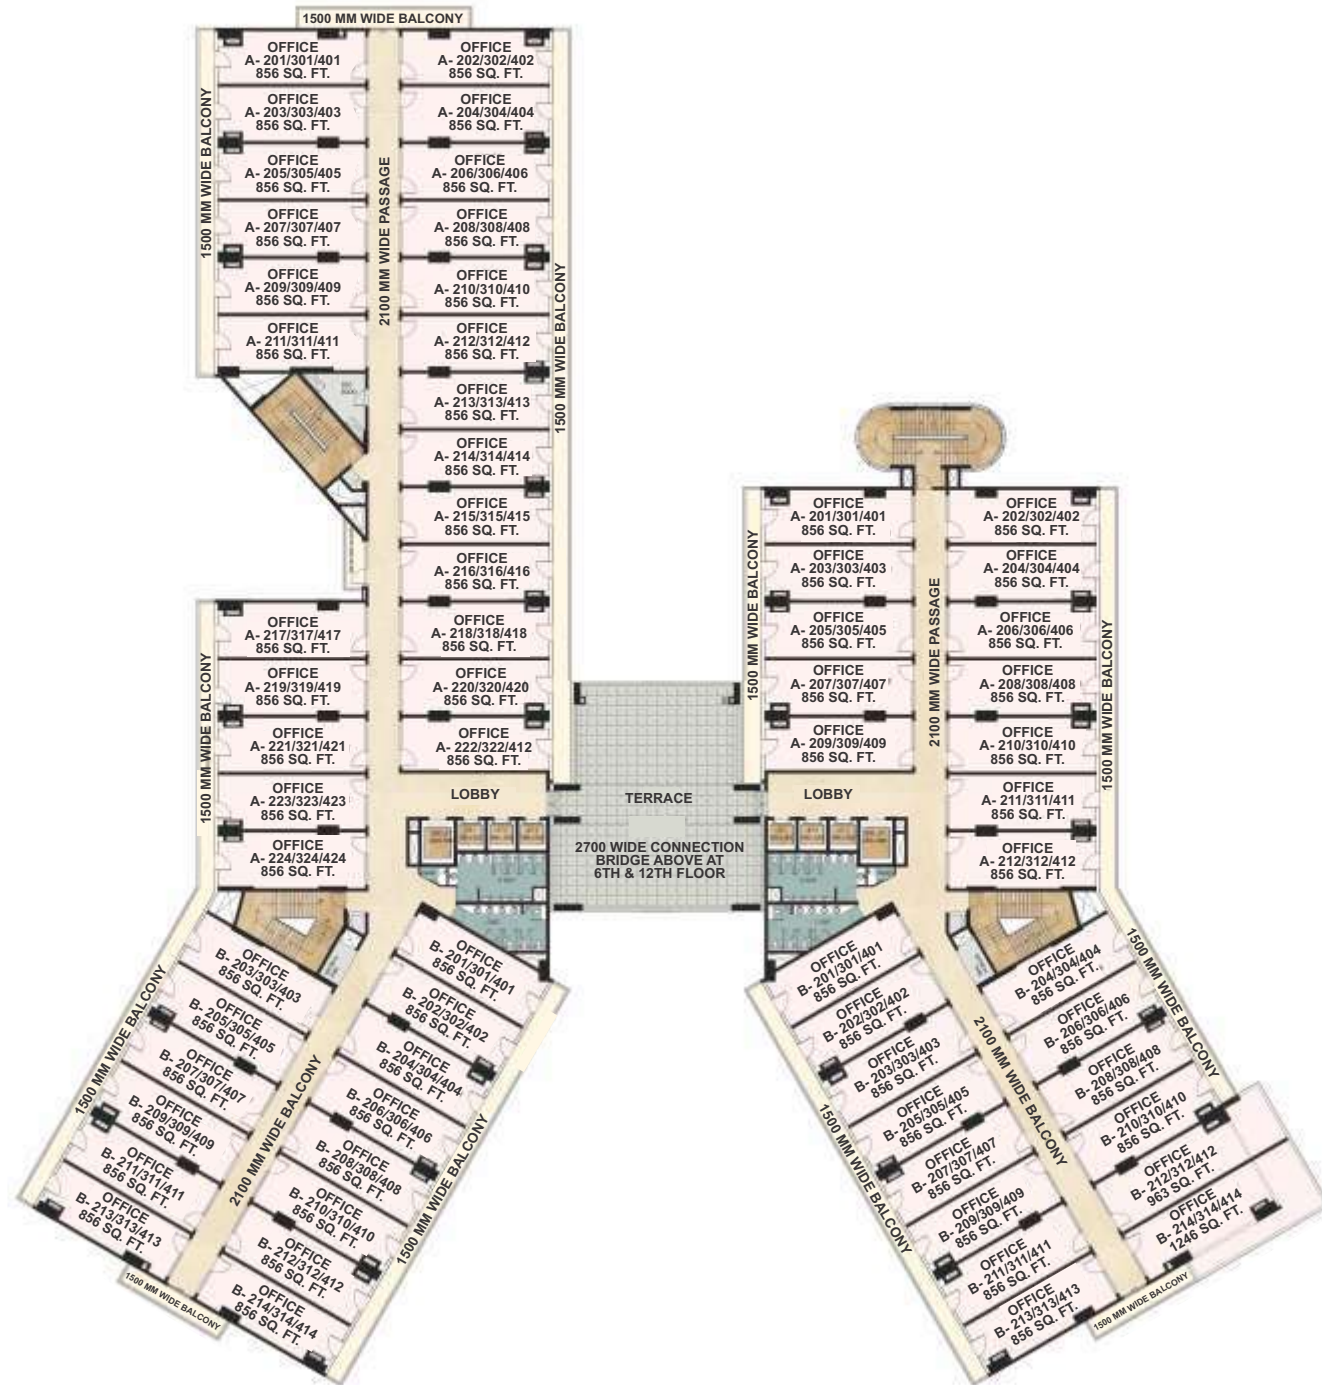 1500 MM WIDE BALCONY
OFFICE
A- 201/301/401
856 SQ. FT.
OFFICE
A- 202/302/402
856 SQ. FT.
OFFICE
A- 203/303/403
856 SQ. FT.
OFFICE
A- 204/304/404
856 SQ. FT.
OFFICE
A- 205/305/405
856 SQ. FT.
OFFICE
A- 206/306/406
856 SQ. FT.
OFFICE
A- 207/307/407
856 SQ. FT.
OFFICE
A- 208/308/408
856 SQ. FT.
OFFICE
A- 209/309/409
856 SQ. FT.
OFFICE
A- 210/310/410
856 SQ. FT.
OFFICE
A- 211/311/411
856 SQ. FT.
OFFICE
A- 212/312/412
856 SQ. FT.
OFFICE
A- 213/313/413
856 SQ. FT.
OFFICE
A- 214/314/414
856 SQ. FT.
OFFICE
A- 215/315/415
856 SQ. FT.
OFFICE
A- 216/316/416
856 SQ. FT.
OFFICE
A- 217/317/417
856 SQ. FT.
OFFICE
A- 218/318/418
856 SQ. FT.
OFFICE
A- 219/319/419
856 SQ. FT.
OFFICE
A- 220/320/420
856 SQ. FT.
OFFICE
A- 221/321/421
856 SQ. FT.
OFFICE
A- 222/322/412
856 SQ. FT.
OFFICE
A- 223/323/423
856 SQ. FT.
OFFICE
A- 224/324/424
856 SQ. FT.
1500 MM WIDE BALCONY
2100 MM WIDE PASSAGE
1500 MM WIDE BALCONY
1500 MM WIDE BALCONY
LOBBY
TERRACE
LOBBY
2700 WIDE CONNECTION
BRIDGE ABOVE AT
6TH & 12TH FLOOR
OFFICE
A- 201/301/401
856 SQ. FT.
OFFICE
A- 202/302/402
856 SQ. FT.
OFFICE
A- 203/303/403
856 SQ. FT.
OFFICE
A- 204/304/404
856 SQ. FT.
OFFICE
A- 205/305/405
856 SQ. FT.
OFFICE
A- 206/306/406
856 SQ. FT.
OFFICE
A- 207/307/407
856 SQ. FT.
OFFICE
A- 208/308/408
856 SQ. FT.
OFFICE
A- 209/309/409
856 SQ. FT.
OFFICE
A- 210/310/410
856 SQ. FT.
OFFICE
A- 211/311/411
856 SQ. FT.
OFFICE
A- 212/312/412
856 SQ. FT.
1500 MM WIDE BALCONY
2100 MM WIDE PASSAGE
1500 MM WIDE BALCONY
OFFICE
201/301/401
856 SQ. FT.
OFFICE
B- 203/303/403
856 SQ. FT.
OFFICE
B- 202/302/402
856 SQ. FT.
OFFICE
B- 205/305/405
856 SQ. FT.
OFFICE
B- 204/304/404
856 SQ. FT.
OFFICE
B- 207/307/407
856 SQ. FT.
OFFICE
B- 206/306/406
856 SQ. FT.
OFFICE
B- 209/309/409
856 SQ. FT.
OFFICE
B- 208/308/408
856 SQ. FT.
OFFICE
B- 211/311/411
856 SQ. FT.
OFFICE
B- 210/310/410
856 SQ. FT.
OFFICE
B- 213/313/413
856 SQ. FT.
OFFICE
B- 212/312/412
856 SQ. FT.
OFFICE
B- 214/314/414
856 SQ. FT.
1500 MM WIDE BALCONY
2100 MM WIDE BALCONY
1500 MM WIDE BALCONY
1500 MM WIDE BALCONY
OFFICE
B- 201/301/401
856 SQ. FT.
OFFICE
B- 204/304/404
856 SQ. FT.
OFFICE
B- 202/302/402
856 SQ. FT.
OFFICE
B- 206/306/406
856 SQ. FT.
OFFICE
B- 203/303/403
856 SQ. FT.
OFFICE
B- 208/308/408
856 SQ. FT.
OFFICE
B- 205/305/405
856 SQ. FT.
OFFICE
B- 210/310/410
856 SQ. FT.
OFFICE
B- 207/307/407
856 SQ. FT.
OFFICE
B- 212/312/412
963 SQ. FT.
OFFICE
B- 209/309/409
856 SQ. FT.
OFFICE
B- 214/314/414
1246 SQ. FT.
OFFICE
B- 211/311/411
856 SQ. FT.
OFFICE
B- 213/313/413
856 SQ. FT.
1500 MM WIDE BALCONY
2100 MM WIDE BALCONY
1500 MM WIDE BALCONY
1500 MM WIDE BALCONY